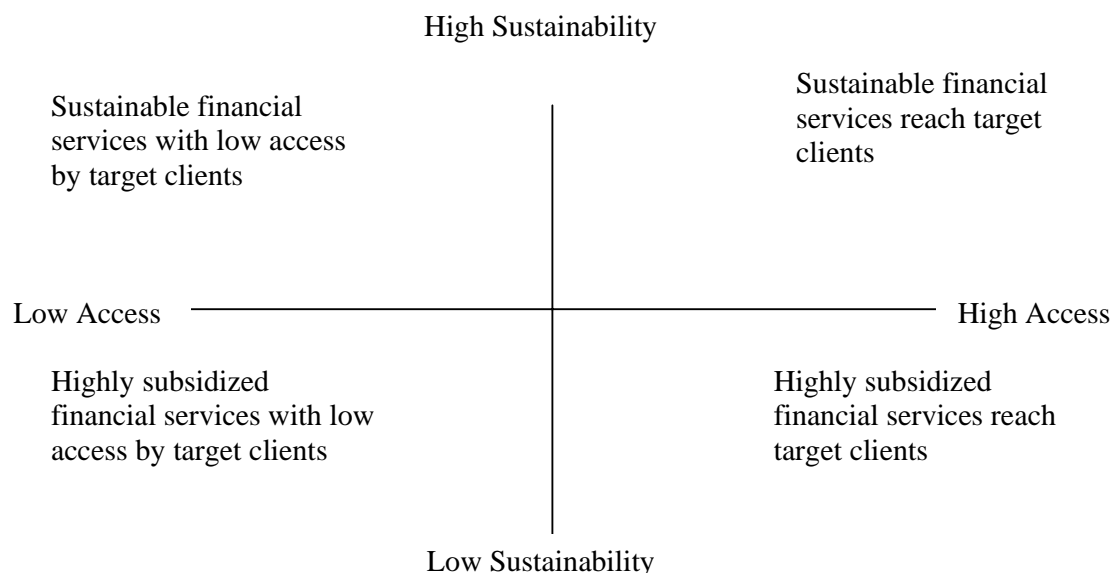 High Sustainability
Sustainable financial
services with low access
by target clients
Sustainable financial
services reach target
clients
Low Access
High Access
Highly subsidized
financial services with low
access by target clients
Highly subsidized
financial services reach
target clients
Low Sustainability